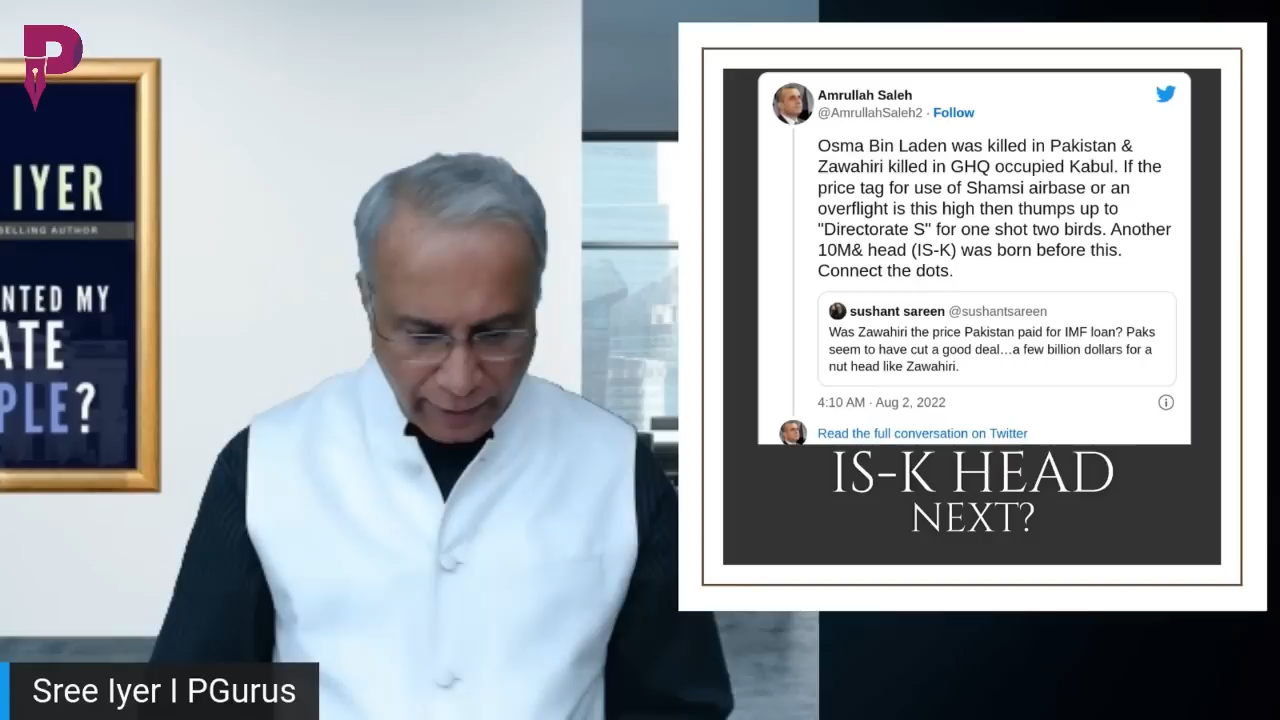 P
IYER
SELLING AUTHOR
NTED MY
ATE
PLE?
Amrullah Saleh
@AmrullahSaleh2 · Follow
Osma Bin Laden was killed in Pakistan &
Zawahiri killed in GHQ occupied Kabul. If the
price tag for use of Shamsi airbase or an
overflight is this high then thumps up to
"Directorate S" for one shot two birds. Another
10M& head (IS-K) was born before this.
Connect the dots.
sushant sareen @sushantsareen
Was Zawahiri the price Pakistan paid for IMF loan? Paks
seem to have cut a good deal…a few billion dollars for a
nut head like Zawahiri.
4:10 AM · Aug 2, 2022
Read the full conversation on Twitter
IS-K HEAD
NEXT?
Sree Iyer I PGurus